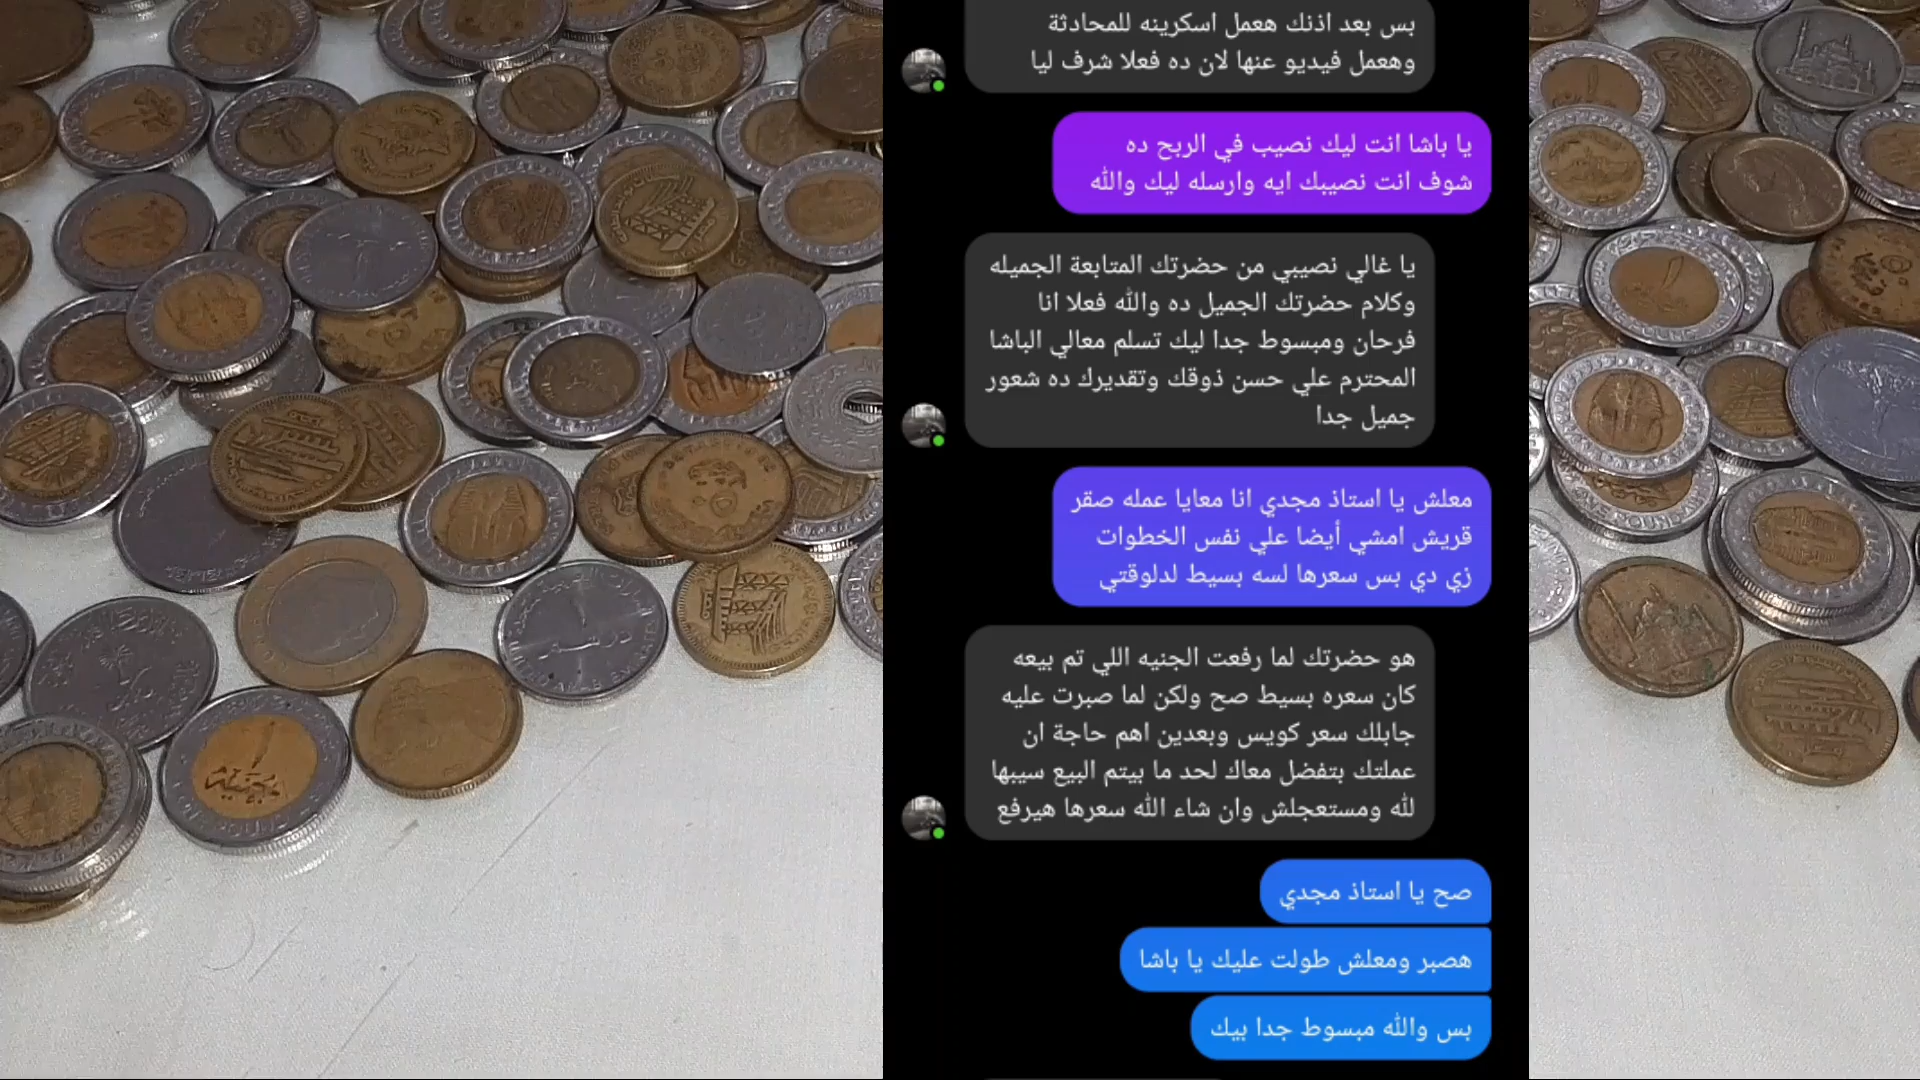 بس بعد اذنك هعمل اسكرينه للمحادثة
وهعمل فيديو عنها لان ده فعلا شرف ليا
يا باشا انت ليك نصيب في الربح ده
شوف انت نصيبك ايه وارسله ليك والله
يا غالي نصيبي من حضرتك المتابعة الجميله
وكلام حضرتك الجميل ده والله فعلا انا
فرحان ومبسوط جدا ليك تسلم معالي الباشا
المحترم علي حسن ذوقك وتقديرك ده شعور
جميل جدا
معلش يا استاذ مجدي انا معايا عمله صقر
قريش امشي أيضا علي نفس الخطوات
زي دي بس سعرها لسه بسيط لدلوقتي
هو حضرتك لما رفعت الجنيه اللي تم بيعه
كان سعره بسيط صح ولكن لما صبرت عليه
جابلك سعر كويس وبعدين اهم حاجة ان
عملتك بتفضل معاك لحد ما بيتم البيع سيبها
لله ومستعجلش وان شاء الله سعرها هيرفع
صح يا استاذ مجدي
هصبر ومعلش طولت عليك يا باشا
بس والله مبسوط جدا بيك